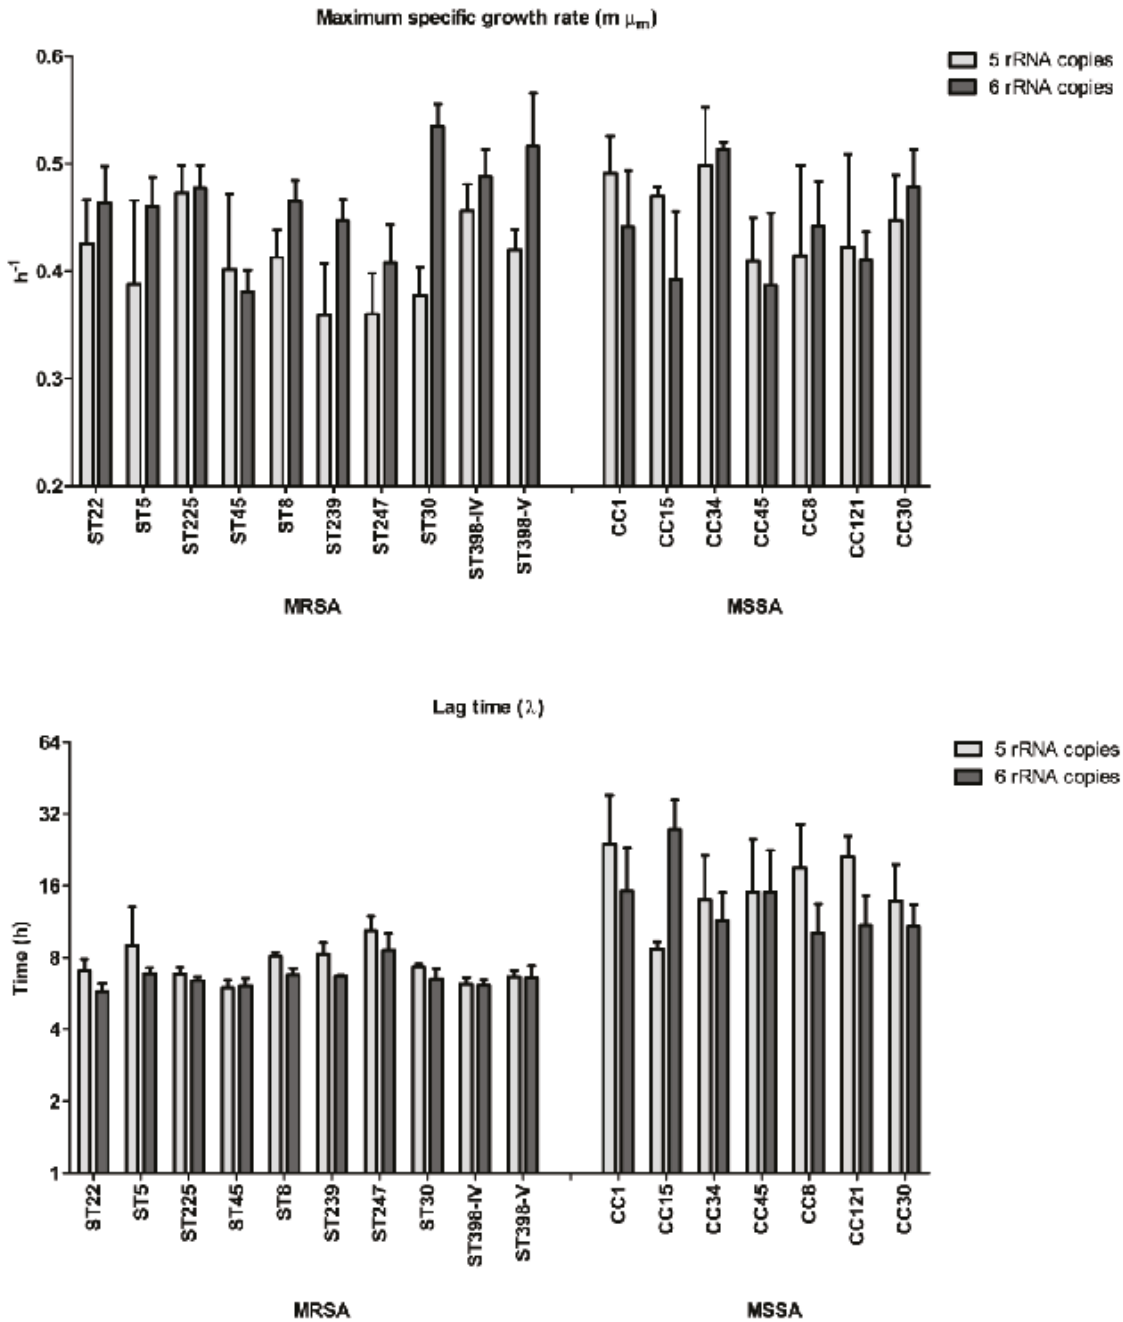 Maximum specific growth rate (m μm)
5 rRNA copies
6 rRNA copies
0.6
0.5
0.4
0.3
0.2
h-1
ST22 ST5 ST225 ST45 ST8 ST239 ST247 ST30 ST398-IV ST398-V CC1 CC15 CC34 CC45 CC8 CC121 CC30
MRSA MSSA
Lag time (λ)
5 rRNA copies
6 rRNA copies
64
32
16
8
4
2
1
Time (h)
ST22 ST5 ST225 ST45 ST8 ST239 ST247 ST30 ST398-IV ST398-V CC1 CC15 CC34 CC45 CC8 CC121 CC30
MRSA MSSA